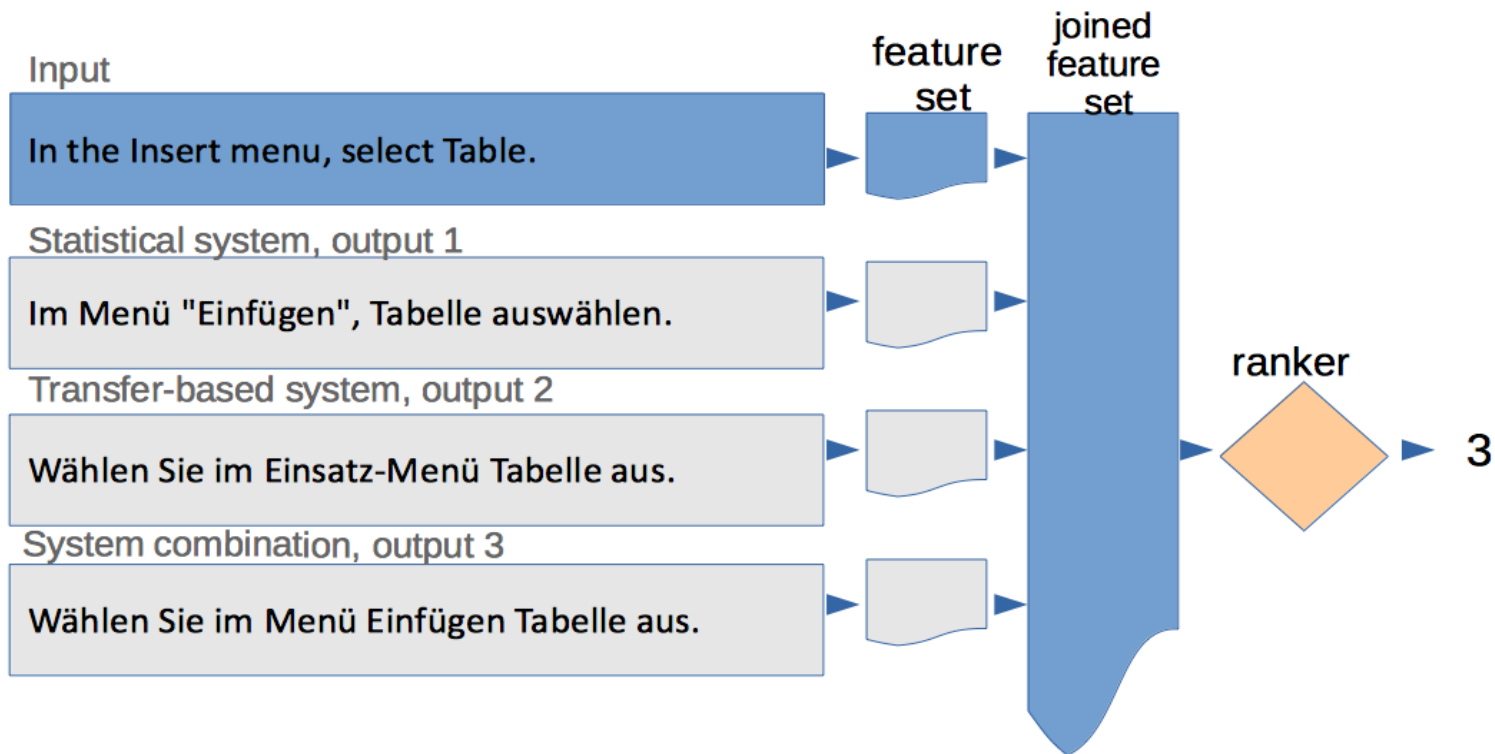 Input
In the Insert menu, select Table.
Statistical system, output 1
Im Menü "Einfügen", Tabelle auswählen.
Transfer-based system, output 2
Wählen Sie im Einsatz-Menü Tabelle aus.
System combination, output 3
Wählen Sie im Menü Einfügen Tabelle aus.
feature
set
joined
feature
set
ranker
3